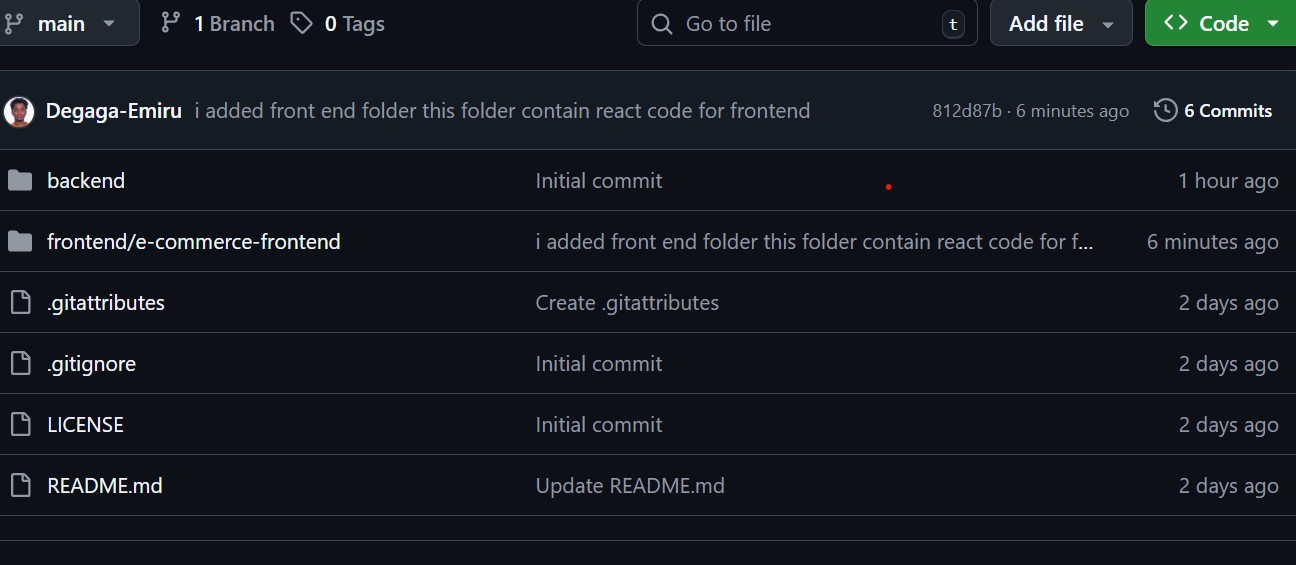 main 1 Branch 0 Tags Go to file t Add file Code
Degaga-Emiru i added front end folder this folder contain react code for frontend 812d87b · 6 minutes ago 6 Commits
backend Initial commit 1 hour ago
frontend/e-commerce-frontend i added front end folder this folder contain react code for f... 6 minutes ago
.gitattributes Create .gitattributes 2 days ago
.gitignore Initial commit 2 days ago
LICENSE Initial commit 2 days ago
README.md Update README.md 2 days ago